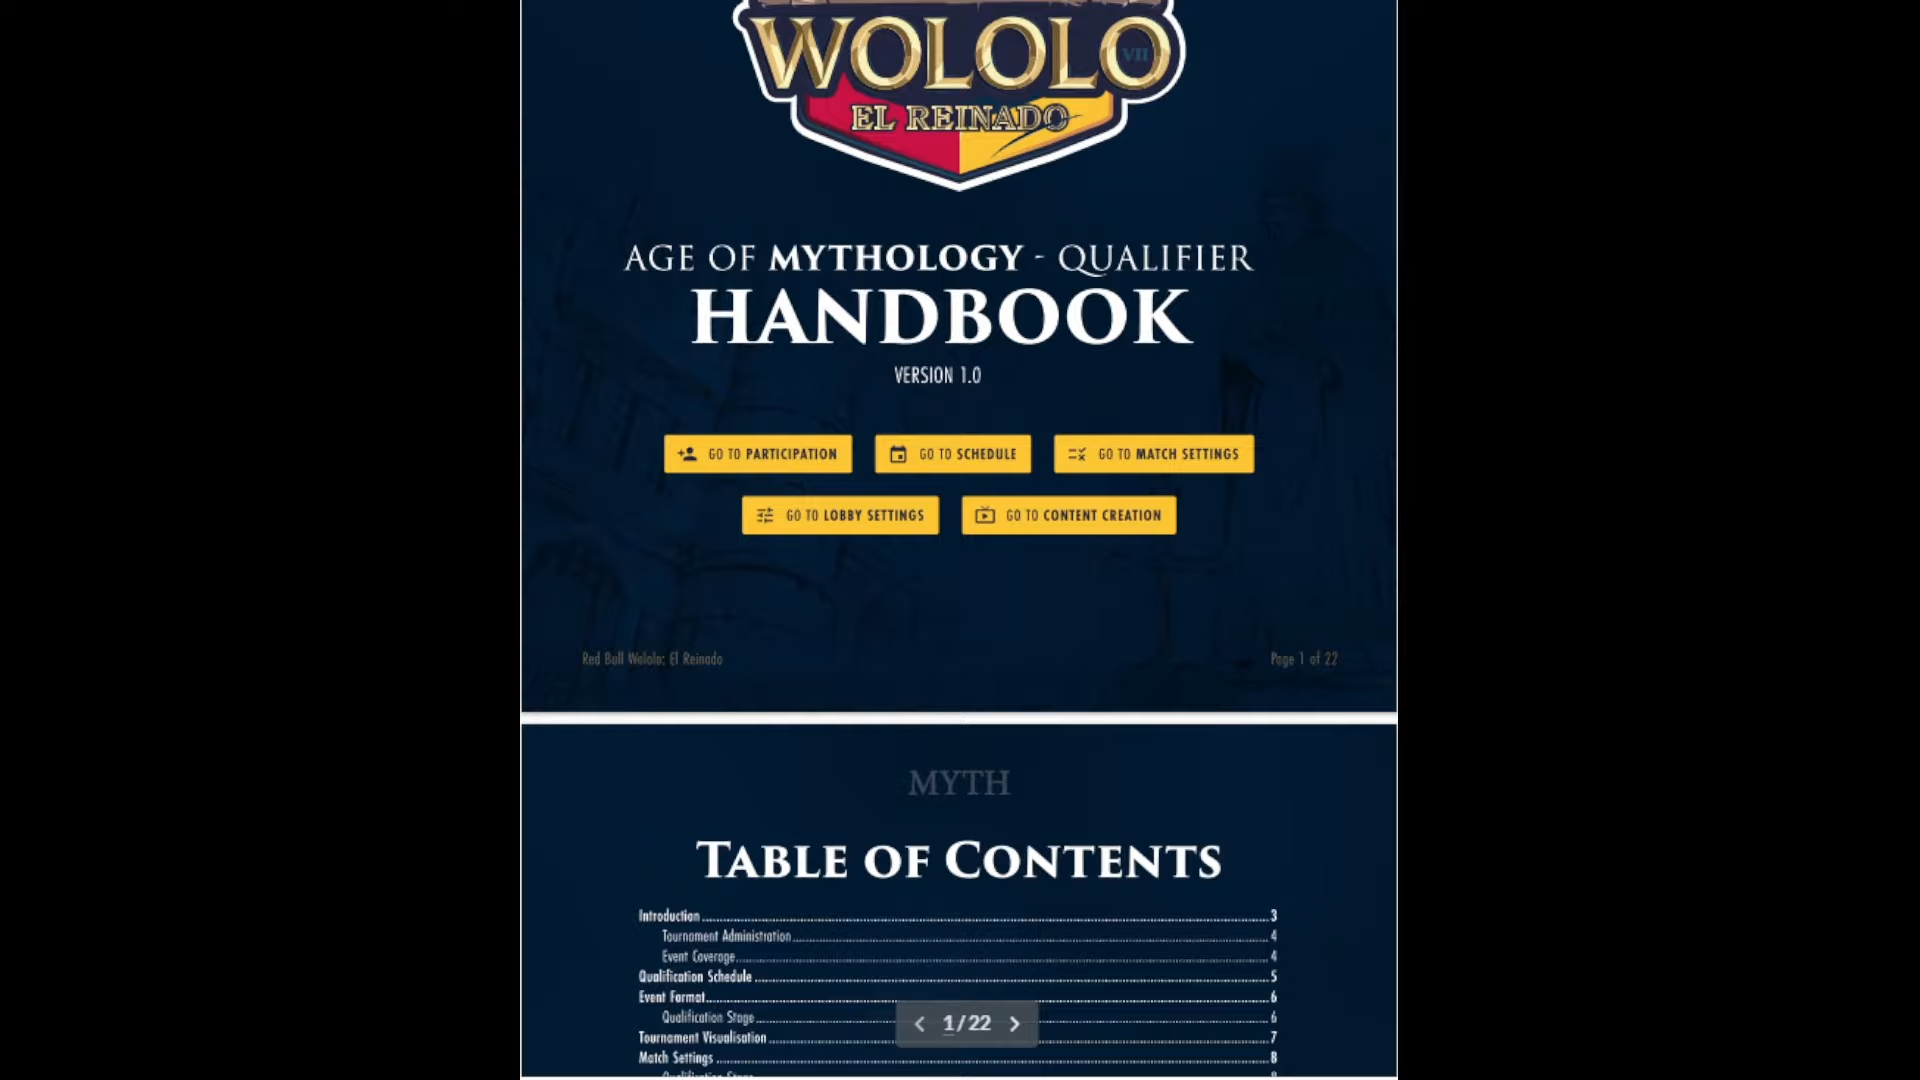 WOLOLO
VII
EL REINADO
AGE OF MYTHOLOGY - QUALIFIER
HANDBOOK
VERSION 1.0
GO TO PARTICIPATION
GO TO SCHEDULE
GO TO MATCH SETTINGS
GO TO LOBBY SETTINGS
GO TO CONTENT CREATION
Red Bull Wololo: El Reinado
Page 1 of 22
MYTH
TABLE OF CONTENTS
Introduction 3
Tournament Administration 4
Event Coverage 4
Qualification Schedule 5
Event Format 6
Qualification Stage 6
Tournament Visualisation 7
Match Settings 8
Qualification Stage 8
1/22